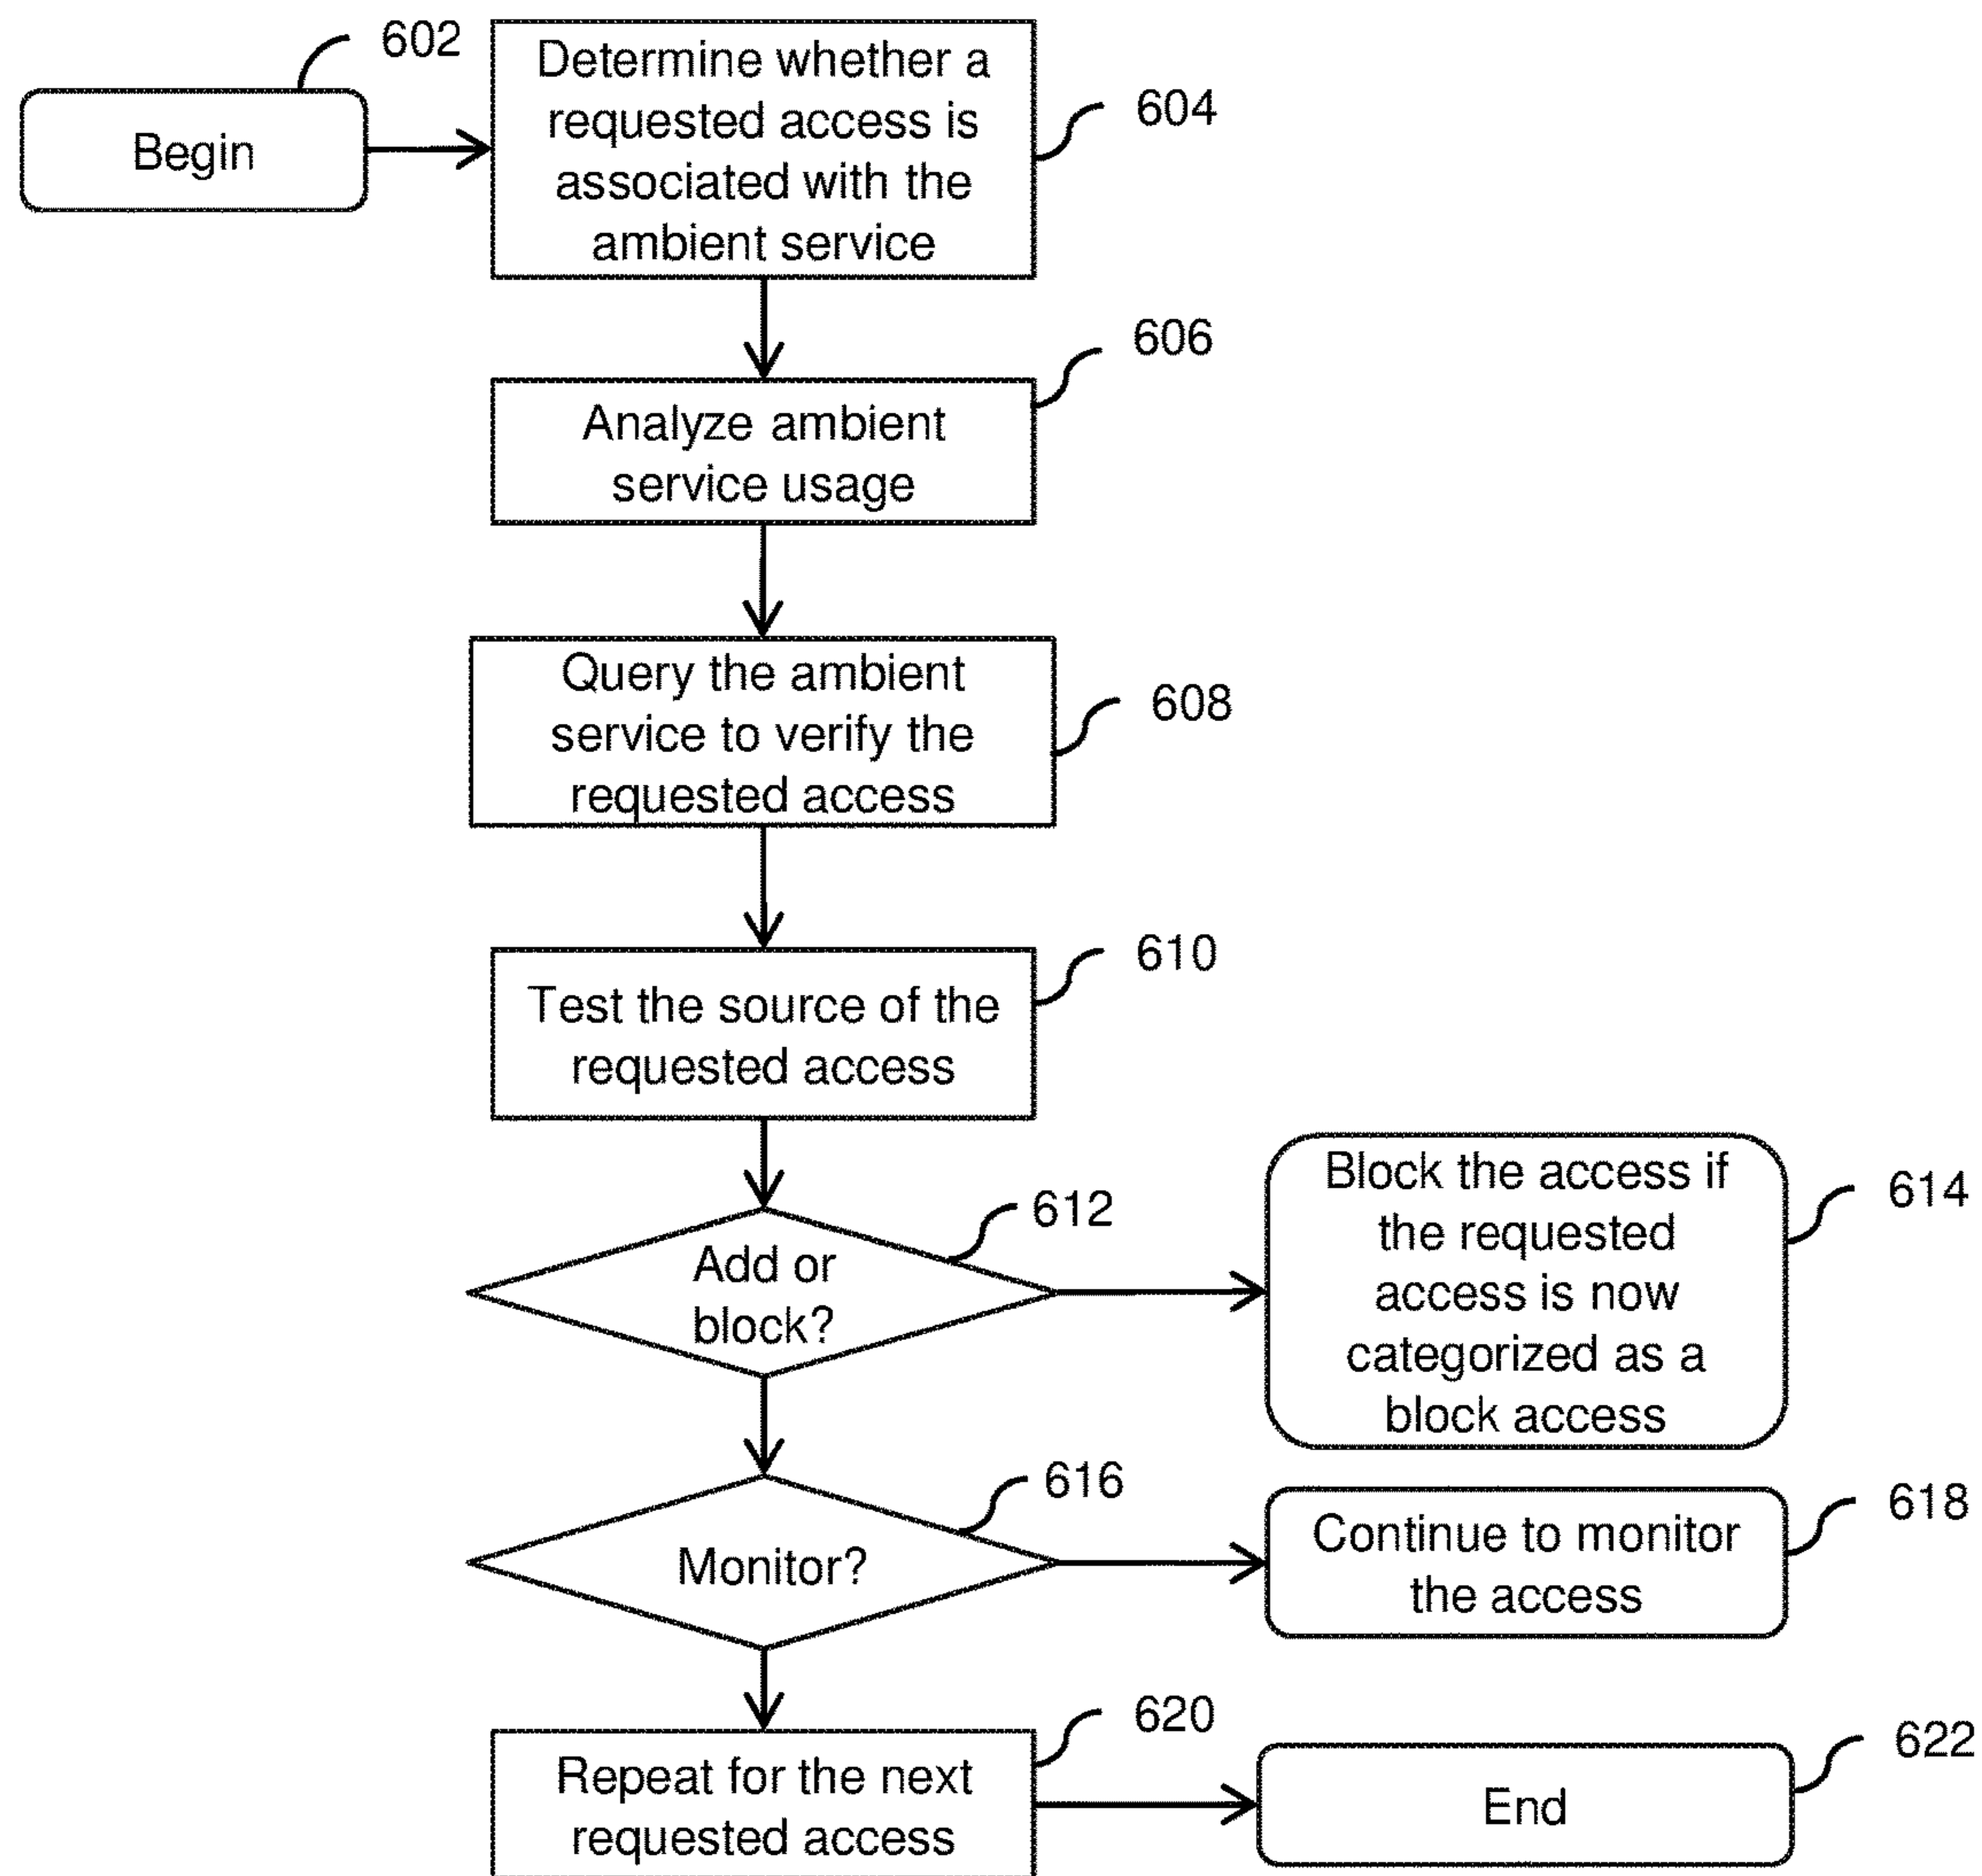 602
Begin
Determine whether a
requested access is
associated with the
ambient service
604
606
Analyze ambient
service usage
Query the ambient
service to verify the
requested access
608
610
Test the source of the
requested access
612
Add or
block?
Block the access if
the requested
access is now
categorized as a
block access
614
616
Monitor?
Continue to monitor
the access
618
620
Repeat for the next
requested access
End
622